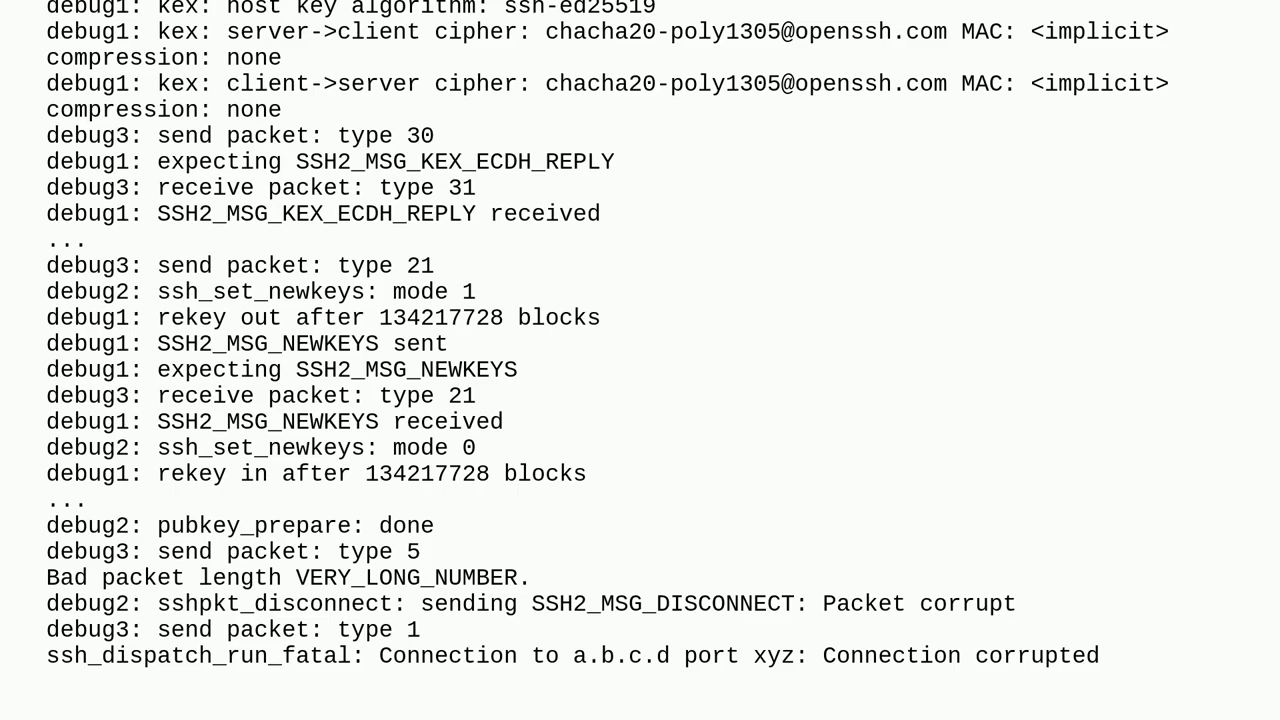 debug1: kex: host key algorithm: ssh-ed25519
debug1: kex: server->client cipher: chacha20-poly1305@openssh.com MAC: <implicit>
compression: none
debug1: kex: client->server cipher: chacha20-poly1305@openssh.com MAC: <implicit>
compression: none
debug3: send packet: type 30
debug1: expecting SSH2_MSG_KEX_ECDH_REPLY
debug3: receive packet: type 31
debug1: SSH2_MSG_KEX_ECDH_REPLY received
...
debug3: send packet: type 21
debug2: ssh_set_newkeys: mode 1
debug1: rekey out after 134217728 blocks
debug1: SSH2_MSG_NEWKEYS sent
debug1: expecting SSH2_MSG_NEWKEYS
debug3: receive packet: type 21
debug1: SSH2_MSG_NEWKEYS received
debug2: ssh_set_newkeys: mode 0
debug1: rekey in after 134217728 blocks
...
debug2: pubkey_prepare: done
debug3: send packet: type 5
Bad packet length VERY_LONG_NUMBER.
debug2: sshpkt_disconnect: sending SSH2_MSG_DISCONNECT: Packet corrupt
debug3: send packet: type 1
ssh_dispatch_run_fatal: Connection to a.b.c.d port xyz: Connection corrupted